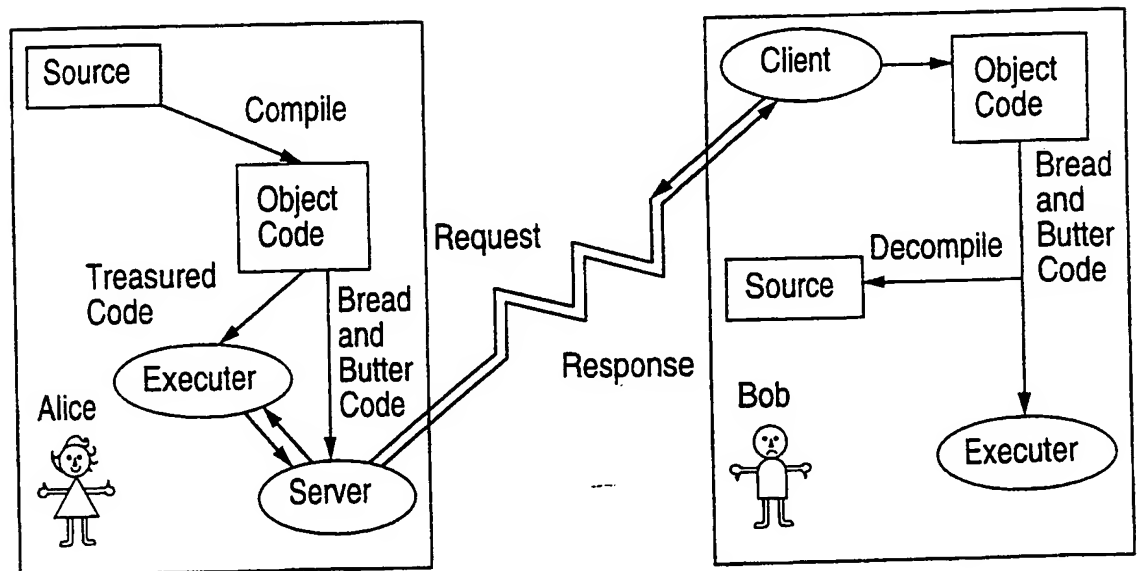 Source
Compile
Object
Code
Treasured
Code
Bread
and
Butter
Code
Executer
Alice
Server
Request
Response
Client
Object
Code
Bread
and
Butter
Code
Decompile
Source
Bob
Executer